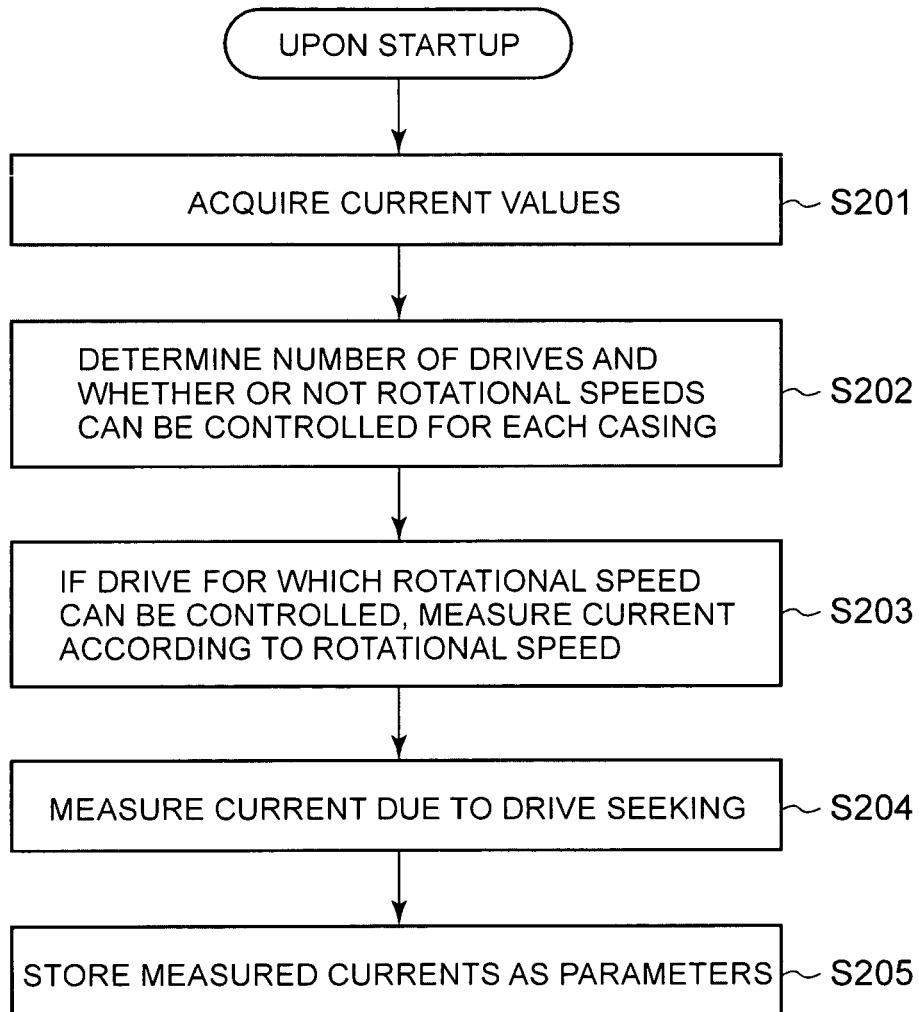 UPON STARTUP
ACQUIRE CURRENT VALUES
S201
DETERMINE NUMBER OF DRIVES AND
WHETHER OR NOT ROTATIONAL SPEEDS
CAN BE CONTROLLED FOR EACH CASING
S202
IF DRIVE FOR WHICH ROTATIONAL SPEED
CAN BE CONTROLLED, MEASURE CURRENT
ACCORDING TO ROTATIONAL SPEED
S203
MEASURE CURRENT DUE TO DRIVE SEEKING
S204
STORE MEASURED CURRENTS AS PARAMETERS
S205